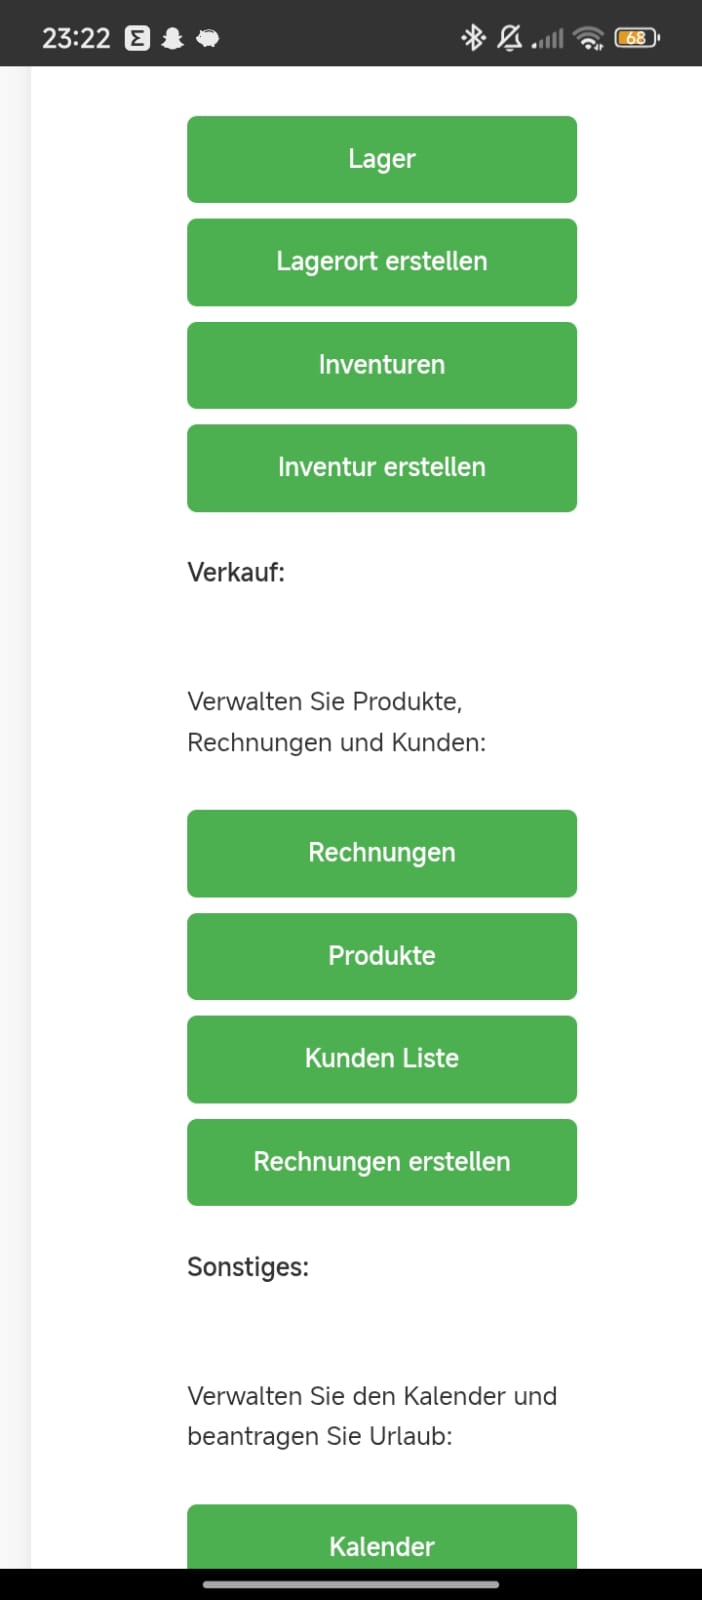 23:22
68
Lager
Lagerort erstellen
Inventuren
Inventur erstellen
Verkauf:
Verwalten Sie Produkte,
Rechnungen und Kunden:
Rechnungen
Produkte
Kunden Liste
Rechnungen erstellen
Sonstiges:
Verwalten Sie den Kalender und
beantragen Sie Urlaub:
Kalender